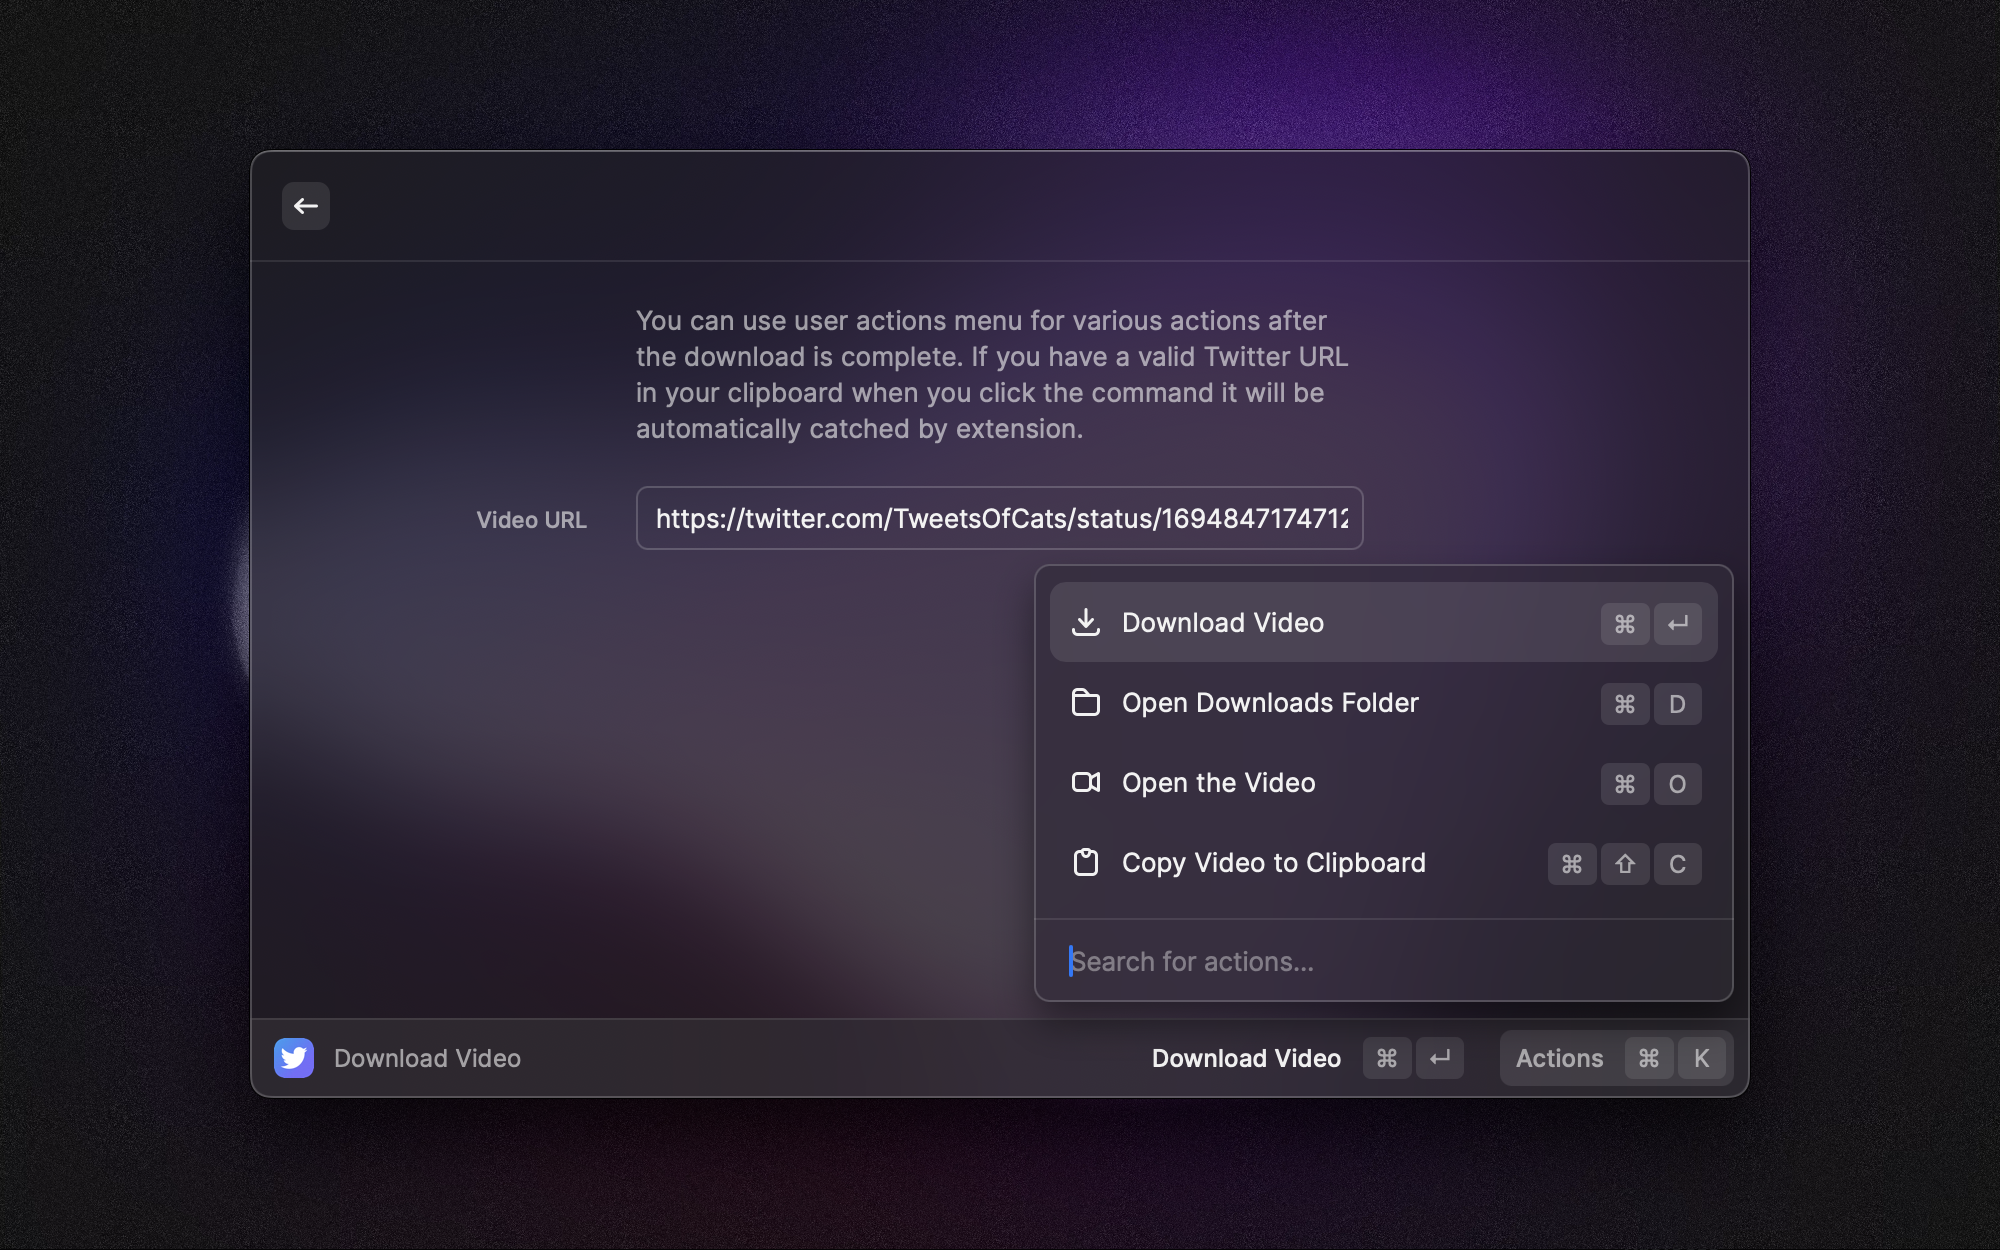 You can use user actions menu for various actions after
the download is complete. If you have a valid Twitter URL
in your clipboard when you click the command it will be
automatically catched by extension.
Video URL https://twitter.com/TweetsOfCats/status/1694847174712
Download Video ⌘ ↵
Open Downloads Folder ⌘ D
Open the Video ⌘ O
Copy Video to Clipboard ⌘ ⇧ C
Search for actions...
Download Video Download Video ⌘ ↵ Actions ⌘ K